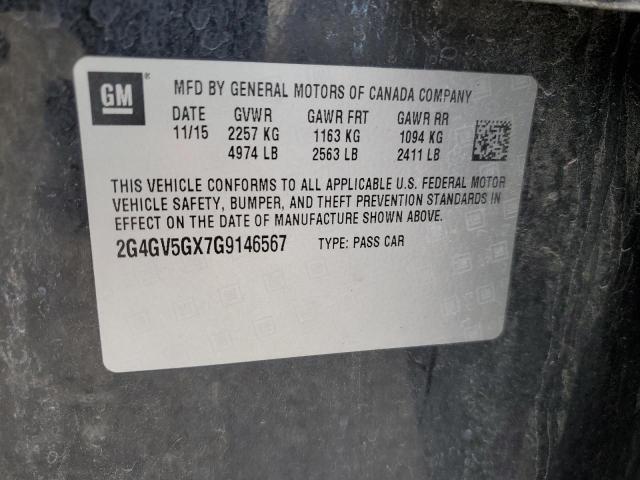 GM ®
MFD BY GENERAL MOTORS OF CANADA COMPANY
DATE GVWR GAWR FRT GAWR RR
11/15 2257 KG 1163 KG 1094 KG
4974 LB 2563 LB 2411 LB
THIS VEHICLE CONFORMS TO ALL APPLICABLE U.S. FEDERAL MOTOR
VEHICLE SAFETY, BUMPER, AND THEFT PREVENTION STANDARDS IN
EFFECT ON THE DATE OF MANUFACTURE SHOWN ABOVE.
2G4GV5GX7G9146567 TYPE: PASS CAR